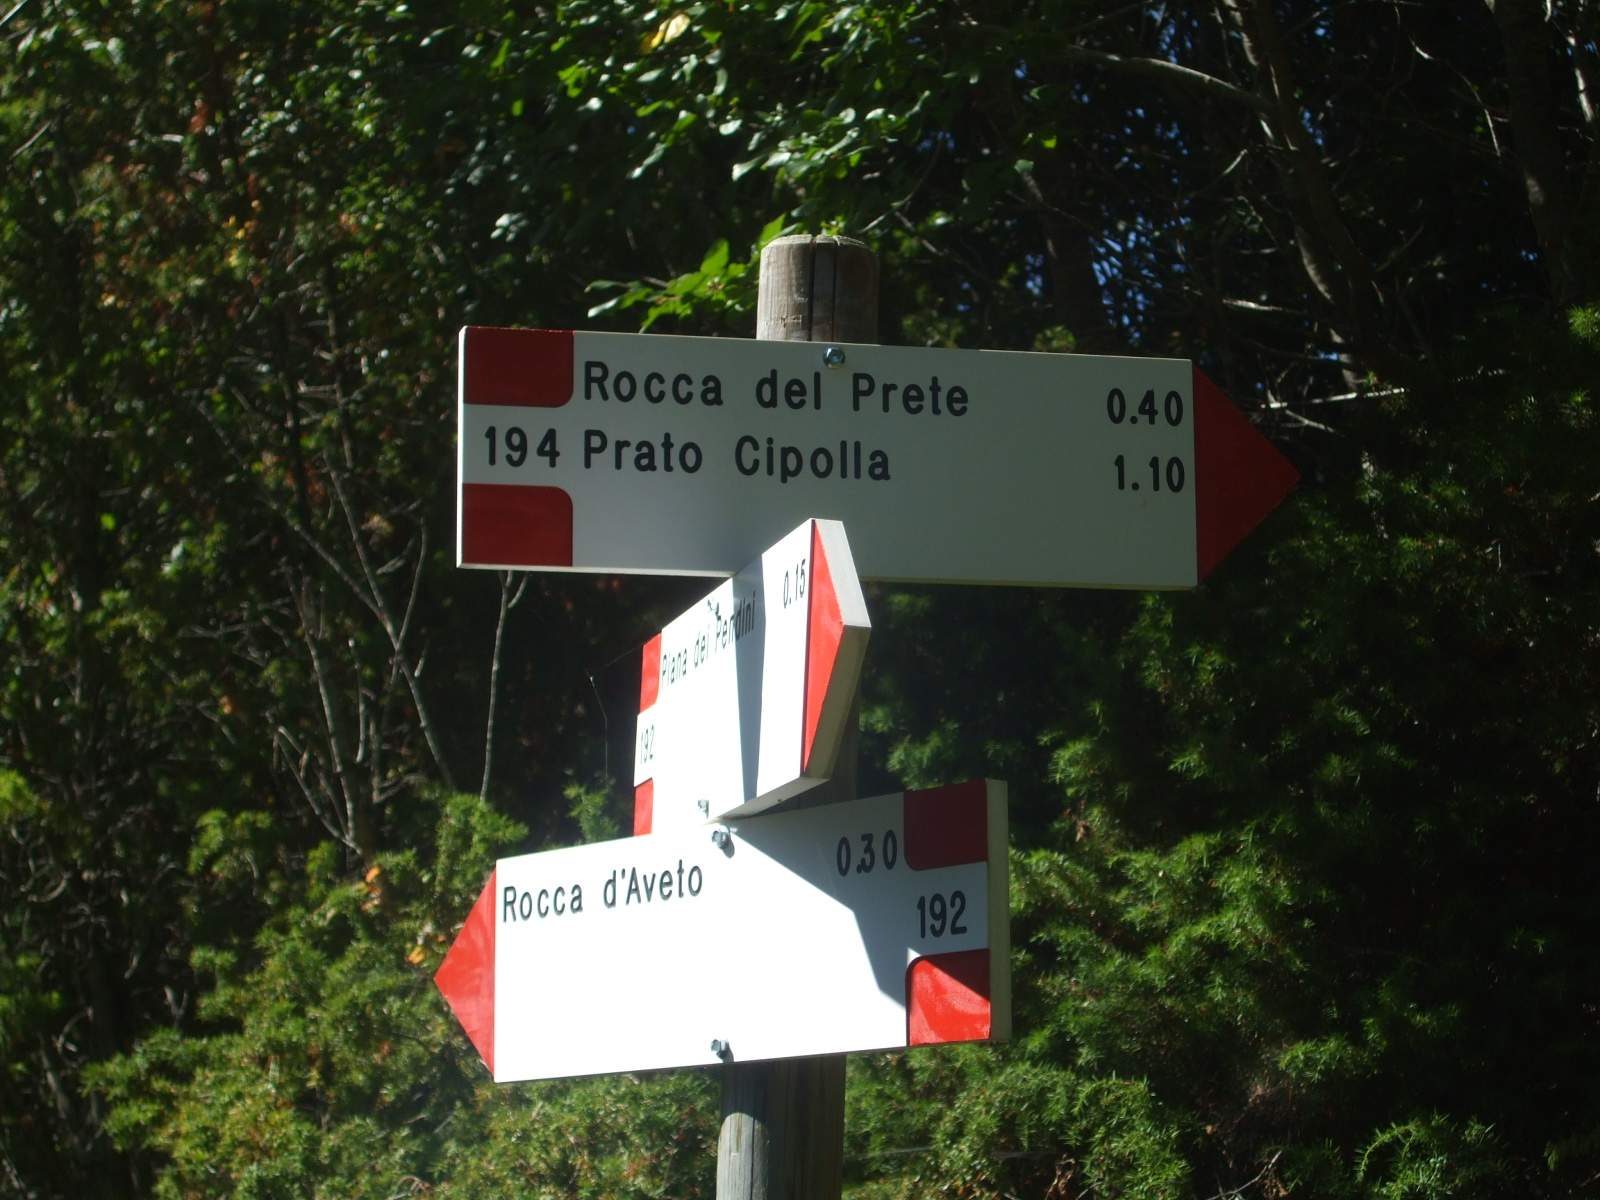 Rocca del Prete 0.40
194 Prato Cipolla 1.10
Piana dei Pendini 0.15
192
Rocca d'Aveto 0.30
192